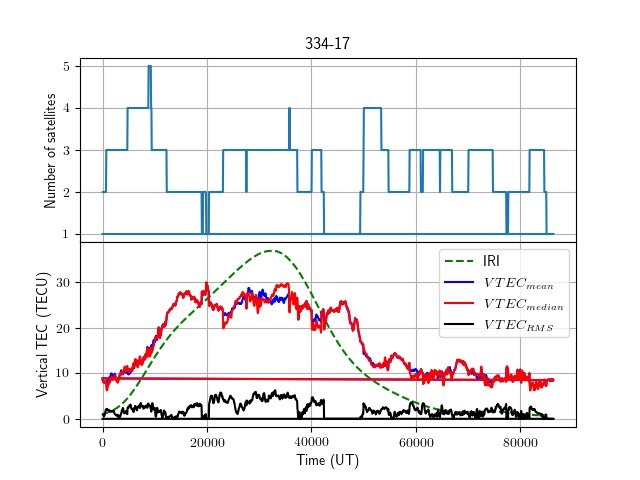 334-17
Number of satellites
5
4
3
2
1
Vertical TEC (TECU)
30
20
10
0
IRI
VTEC_mean
VTEC_median
VTEC_RMS
0 20000 40000 60000 80000
Time (UT)